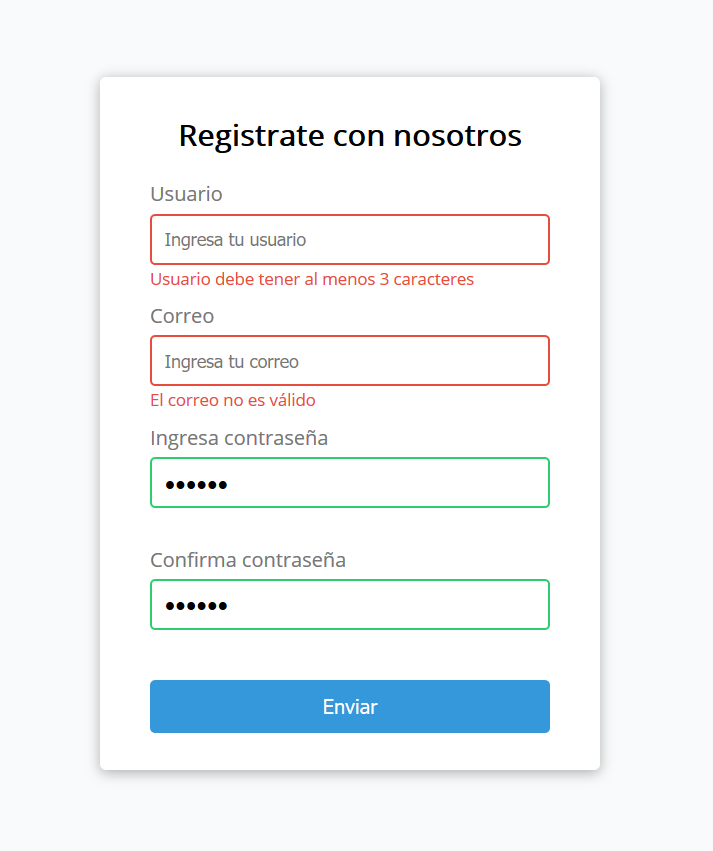 Registrate con nosotros
Usuario
Ingresa tu usuario
Usuario debe tener al menos 3 caracteres
Correo
Ingresa tu correo
El correo no es válido
Ingresa contraseña
••••••
Confirma contraseña
••••••
Enviar